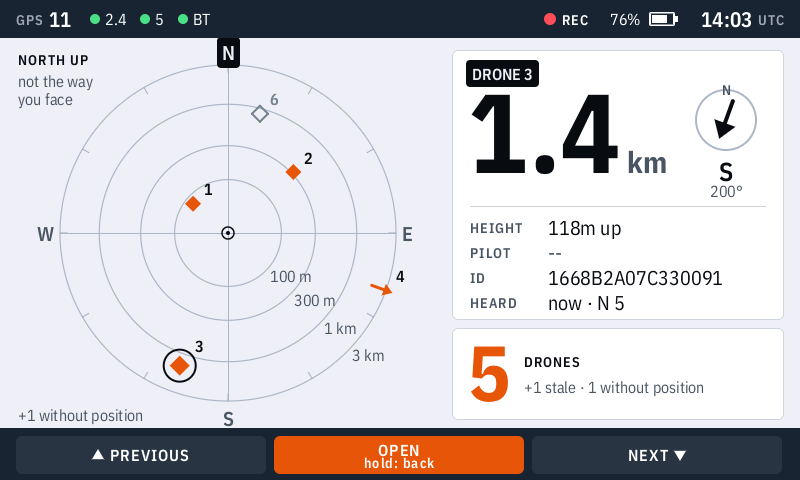 GPS 11 2.4 5 BT REC 76% 14:03 UTC
NORTH UP
not the way
you face
N
6
2
1
W
E
100 m
4
300 m
1 km
3
3 km
+1 without position
S
DRONE 3
1.4 km
N
S
200°
HEIGHT 118m up
PILOT --
ID 1668B2A07C330091
HEARD now · N 5
5 DRONES
+1 stale · 1 without position
▲ PREVIOUS
OPEN
hold: back
NEXT ▼